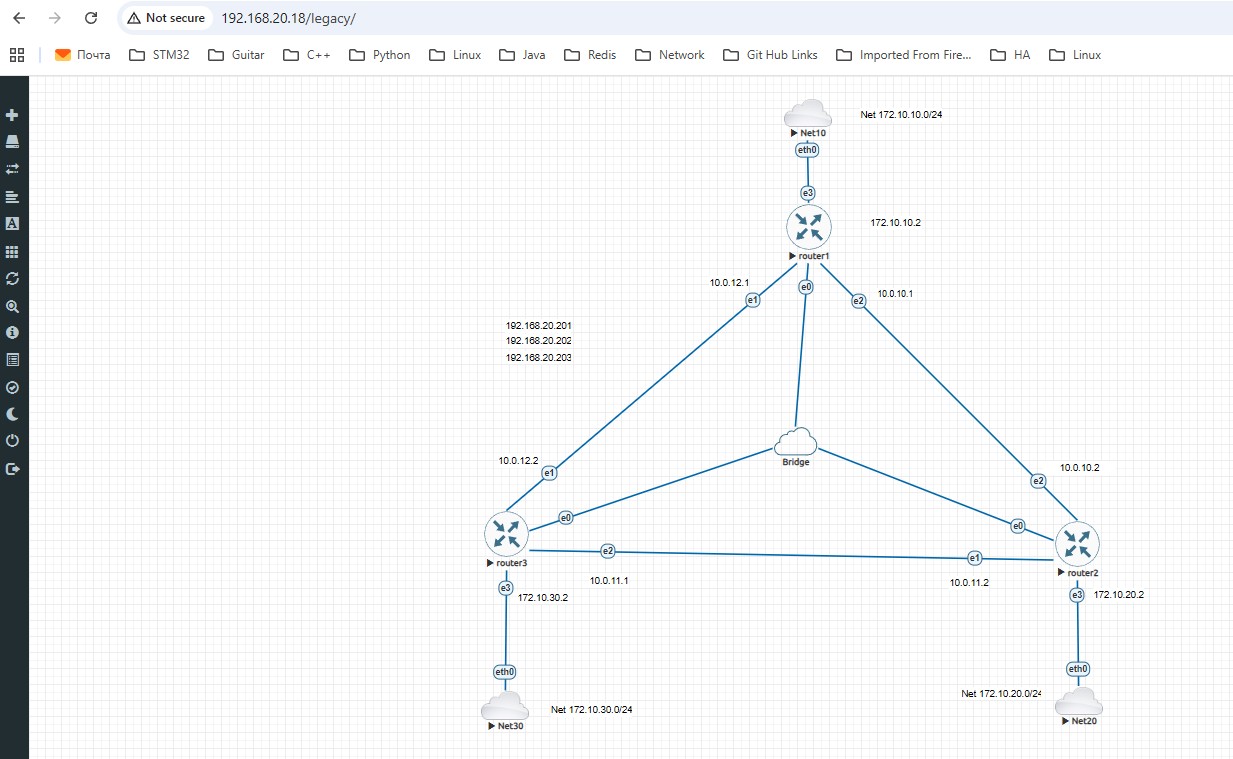 Not secure 192.168.20.18/legacy/
Почта STM32 Guitar C++ Python Linux Java Redis Network Git Hub Links Imported From Fire... HA Linux
Net 172.10.10.0/24
Net10
eth0
e3
172.10.10.2
router1
10.0.12.1
e0
10.0.10.1
e1
e2
192.168.20.201
192.168.20.202
192.168.20.203
Bridge
10.0.12.2
10.0.10.2
e1
e2
e0
e0
e2
e1
router3
router2
10.0.11.1
10.0.11.2
e3
172.10.30.2
e3
172.10.20.2
eth0
eth0
Net 172.10.20.0/24
Net 172.10.30.0/24
Net30
Net20
A